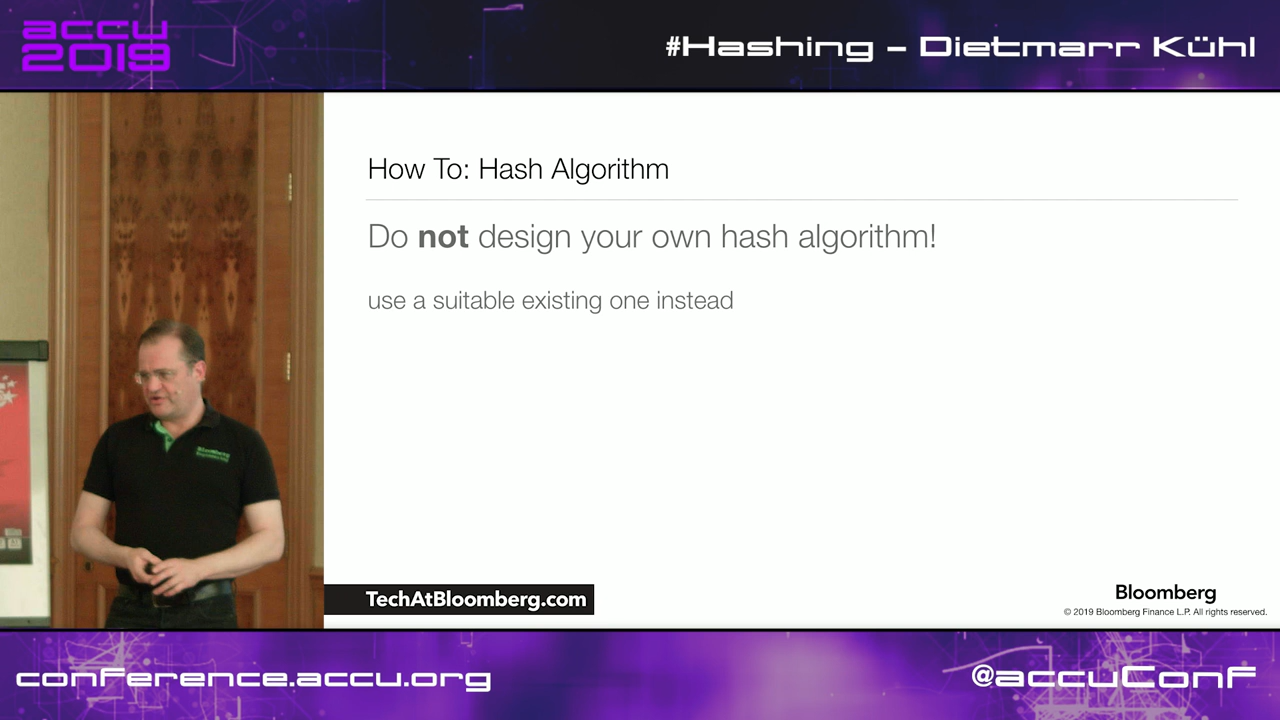 accu
2019
#Hashing – Dietmarr Kühl
How To: Hash Algorithm
Do not design your own hash algorithm!
use a suitable existing one instead
Bloomberg
TechAtBloomberg.com
Bloomberg
© 2019 Bloomberg Finance L.P. All rights reserved.
conference.accu.org
@accuConf